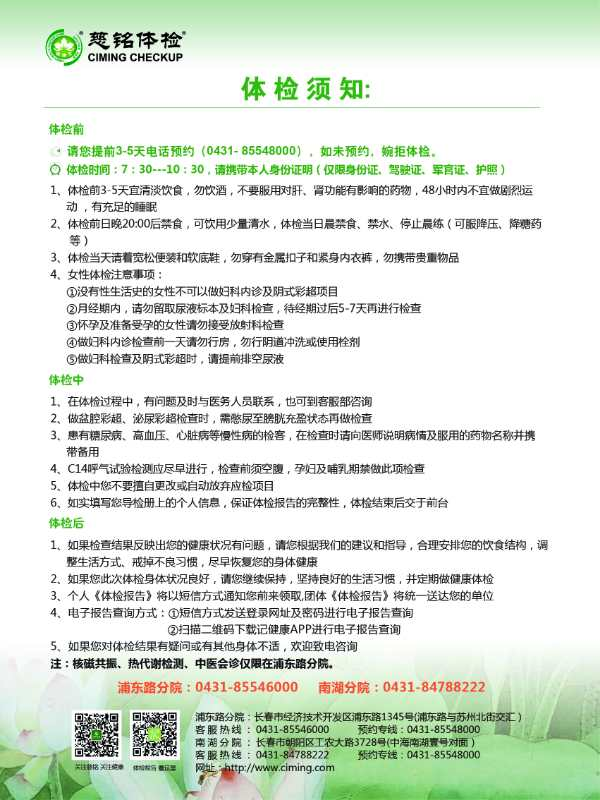 慈铭体检
CIMING CHECKUP
体检须知:
体检前
请您提前3-5天电话预约（0431- 85548000），如未预约，婉拒体检。
体检时间：7：30---10：30，请携带本人身份证明（仅限身份证、驾驶证、军官证、护照）
1、体检前3-5天宜清淡饮食，勿饮酒，不要服用对肝、肾功能有影响的药物，48小时内不宜做剧烈运
动 ，有充足的睡眠
2、体检前日晚20:00后禁食，可饮用少量清水，体检当日晨禁食、禁水、停止晨练（可服降压、降糖药
等）
3、体检当天请着宽松便装和软底鞋，勿穿有金属扣子和紧身内衣裤，勿携带贵重物品
4、女性体检注意事项：
①没有性生活史的女性不可以做妇科内诊及阴式彩超项目
②月经期内，请勿留取尿液标本及妇科检查，待经期过后5-7天再进行检查
③怀孕及准备受孕的女性请勿接受放射科检查
④做妇科内诊检查前一天请勿行房，勿行阴道冲洗或使用栓剂
⑤做妇科检查及阴式彩超时，请提前排空尿液
体检中
1、在体检过程中，有问题及时与医务人员联系，也可到客服部咨询
2、做盆腔彩超、泌尿彩超检查时，需憋尿至膀胱充盈状态再做检查
3、患有糖尿病、高血压、心脏病等慢性病的检客，在检查时请向医师说明病情及服用的药物名称并携
带备用
4、C14呼气试验检测应尽早进行，检查前须空腹，孕妇及哺乳期禁做此项检查
5、体检中您不要擅自更改或自动放弃应检项目
6、如实填写您导检册上的个人信息，保证体检报告的完整性，体检结束后交于前台
体检后
1、如果检查结果反映出您的健康状况有问题，请您根据我们的建议和指导，合理安排您的饮食结构，调
整生活方式、戒掉不良习惯，尽早恢复您的身体健康
2、如果您此次体检身体状况良好，请您继续保持，坚持良好的生活习惯，并定期做健康体检
3、个人《体检报告》将以短信方式通知您前来领取,团体《体检报告》将统一送达您的单位
4、电子报告查询方式：①短信方式发送登录网址及密码进行电子报告查询
②扫描二维码下载记健康APP进行电子报告查询
5、如果您对体检结果有疑问或有其他身体不适，欢迎致电咨询
注：核磁共振、热代谢检测、中医会诊仅限在浦东路分院。
浦东路分院：0431-85546000 南湖分院：0431-84788222
浦东路分院：长春市经济技术开发区浦东路1345号(浦东路与苏州北街交汇）
客服热线：0431-85546000 预约专线：0431-85548000
南湖分院：长春市朝阳区工农大路3728号(中海南湖壹号对面）
客服热线：0431-84788222 预约专线：0431-85548000
网址：http://www.ciming.com
关注慈铭 关注健康